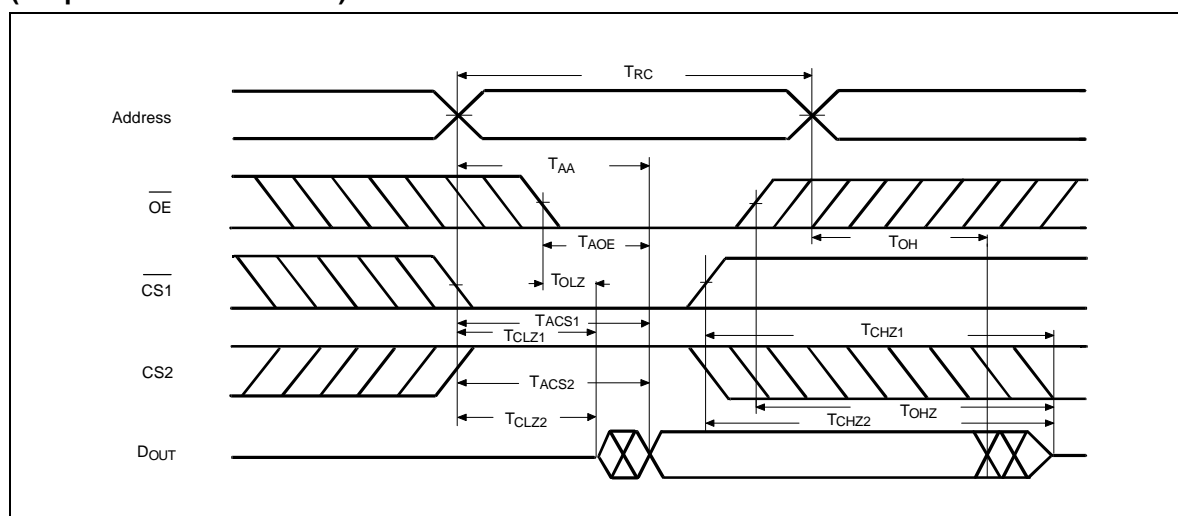 TRC
Address
TAA
OE
TAOE
TOH
TOLZ
CS1
TACS1
TCLZ1
TCHZ1
CS2
TACS2
TOHZ
TCLZ2
TCHZ2
DOUT